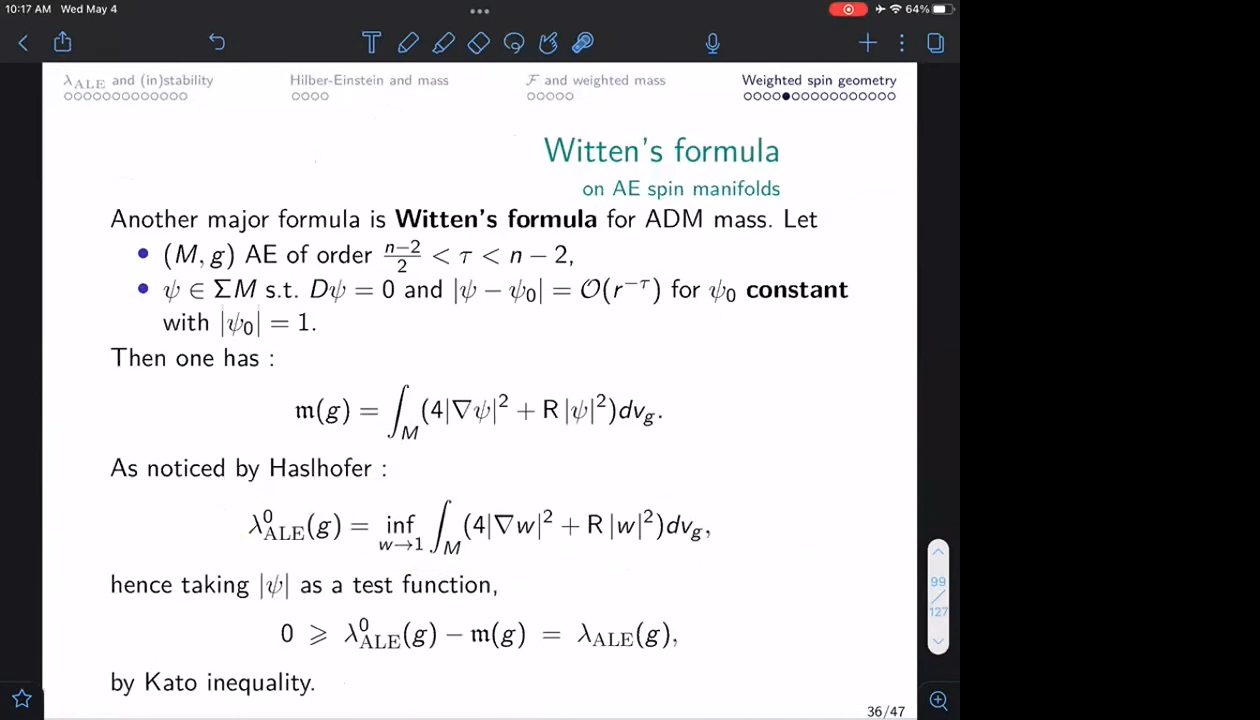 10:17 AM Wed May 4
64%
λ_ALE and (in)stability
Hilber-Einstein and mass
ℱ and weighted mass
Weighted spin geometry
Witten's formula
on AE spin manifolds
Another major formula is Witten's formula for ADM mass. Let
• (M, g) AE of order (n−2)/2 < τ < n − 2,
• ψ ∈ ΣM s.t. Dψ = 0 and |ψ − ψ₀| = 𝒪(r^{−τ}) for ψ₀ constant
with |ψ₀| = 1.
Then one has :
𝔪(g) = ∫_M (4|∇ψ|² + R |ψ|²)dv_g.
As noticed by Haslhofer :
λ⁰_ALE(g) = inf_{w→1} ∫_M (4|∇w|² + R |w|²)dv_g,
hence taking |ψ| as a test function,
0 ⩾ λ⁰_ALE(g) − 𝔪(g) = λ_ALE(g),
by Kato inequality.
99
/
127
36/47